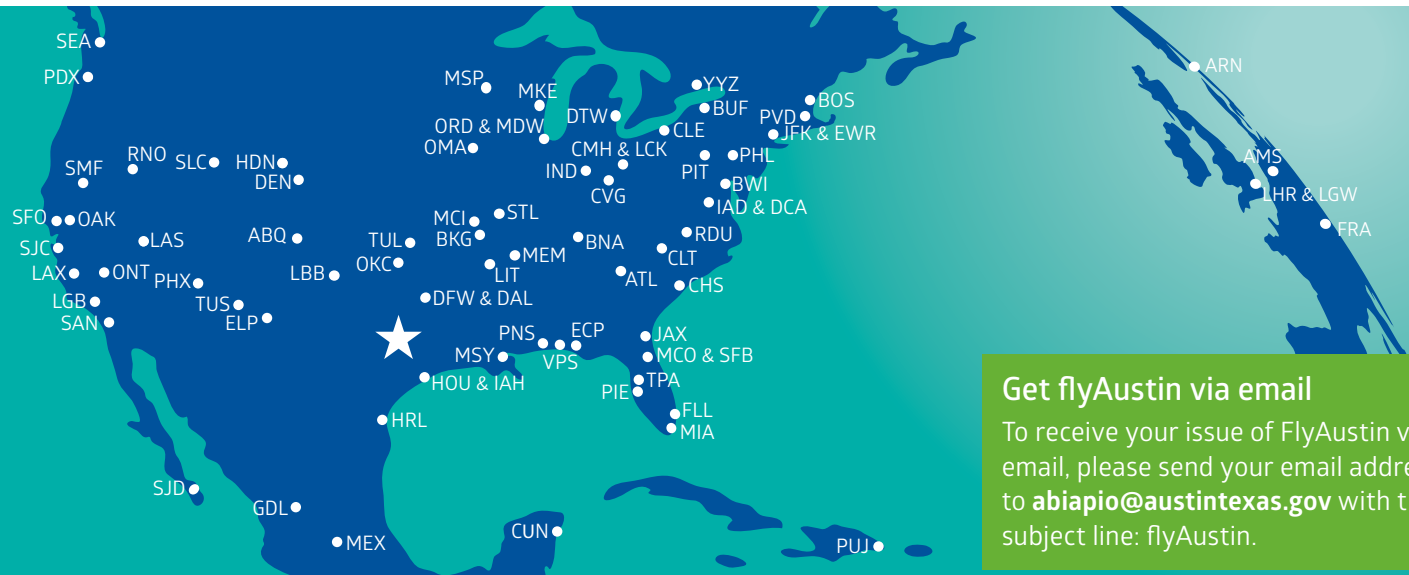 SEA
PDX
MSP
MKE
YYZ
ARN
BOS
DTW
BUF
PVD
ORD & MDW
CLE
JFK & EWR
OMA
CMH & LCK
RNO
SLC
HDN
SMF
IND
PIT
PHL
AMS
DEN
CVG
BWI
LHR & LGW
IAD & DCA
SFO
OAK
MCI
STL
FRA
SJC
LAS
ABQ
TUL
BKG
BNA
RDU
OKC
MEM
CLT
LAX
ONT
PHX
LBB
LIT
ATL
CHS
LGB
TUS
DFW & DAL
SAN
ELP
PNS
ECP
JAX
MSY
VPS
MCO & SFB
HOU & IAH
TPA
PIE
HRL
FLL
MIA
SJD
GDL
MEX
CUN
PUJ
Get flyAustin via email
To receive your issue of FlyAustin v
email, please send your email addre
to abiapio@austintexas.gov with t
subject line: flyAustin.